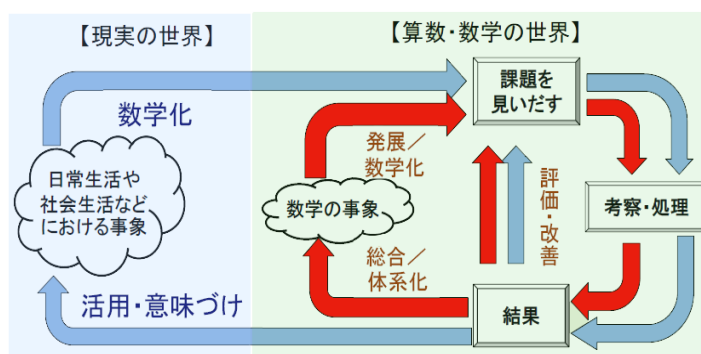 【現実の世界】
【算数・数学の世界】
数学化
課題を
見いだす
発展／
数学化
日常生活や
社会生活など
における事象
数学の事象
評価・改善
考察・処理
総合／
体系化
活用・意味づけ
結果